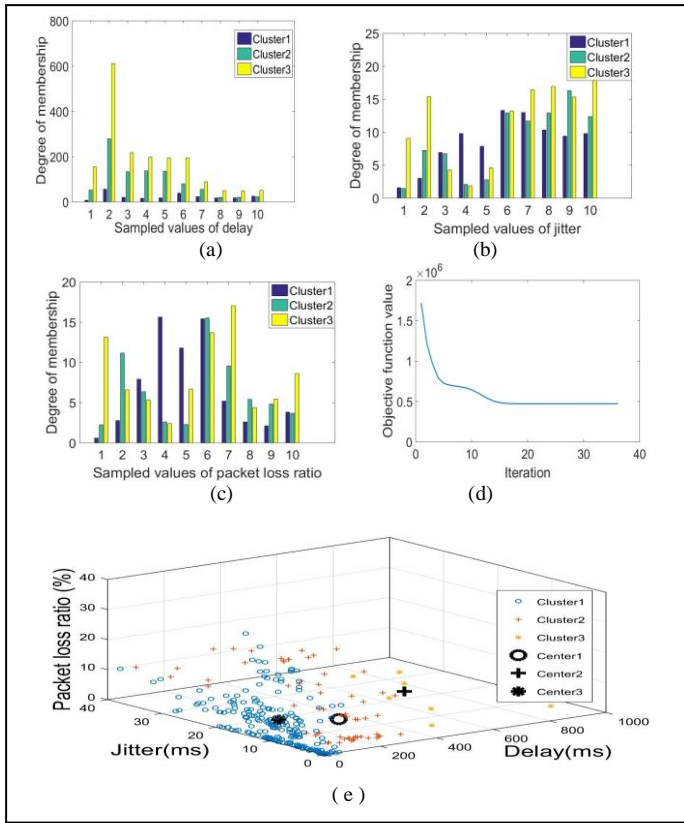 800
600
400
200
0
Degree of membership
Cluster1
Cluster2
Cluster3
1 2 3 4 5 6 7 8 9 10
Sampled values of delay
(a)
25
20
15
10
5
0
Degree of membership
Cluster1
Cluster2
Cluster3
1 2 3 4 5 6 7 8 9 10
Sampled values of jitter
(b)
20
15
10
5
0
Degree of membership
Cluster1
Cluster2
Cluster3
1 2 3 4 5 6 7 8 9 10
Sampled values of packet loss ratio
(c)
×10⁶
2
1.5
1
0.5
0
Objective function value
0 10 20 30 40
Iteration
(d)
Packet loss ratio (%)
40
30
20
10
0
40
30
20
10
0
Jitter(ms)
0
200
400
600
800
1000
Delay(ms)
Cluster1
Cluster2
Cluster3
Center1
Center2
Center3
( e )